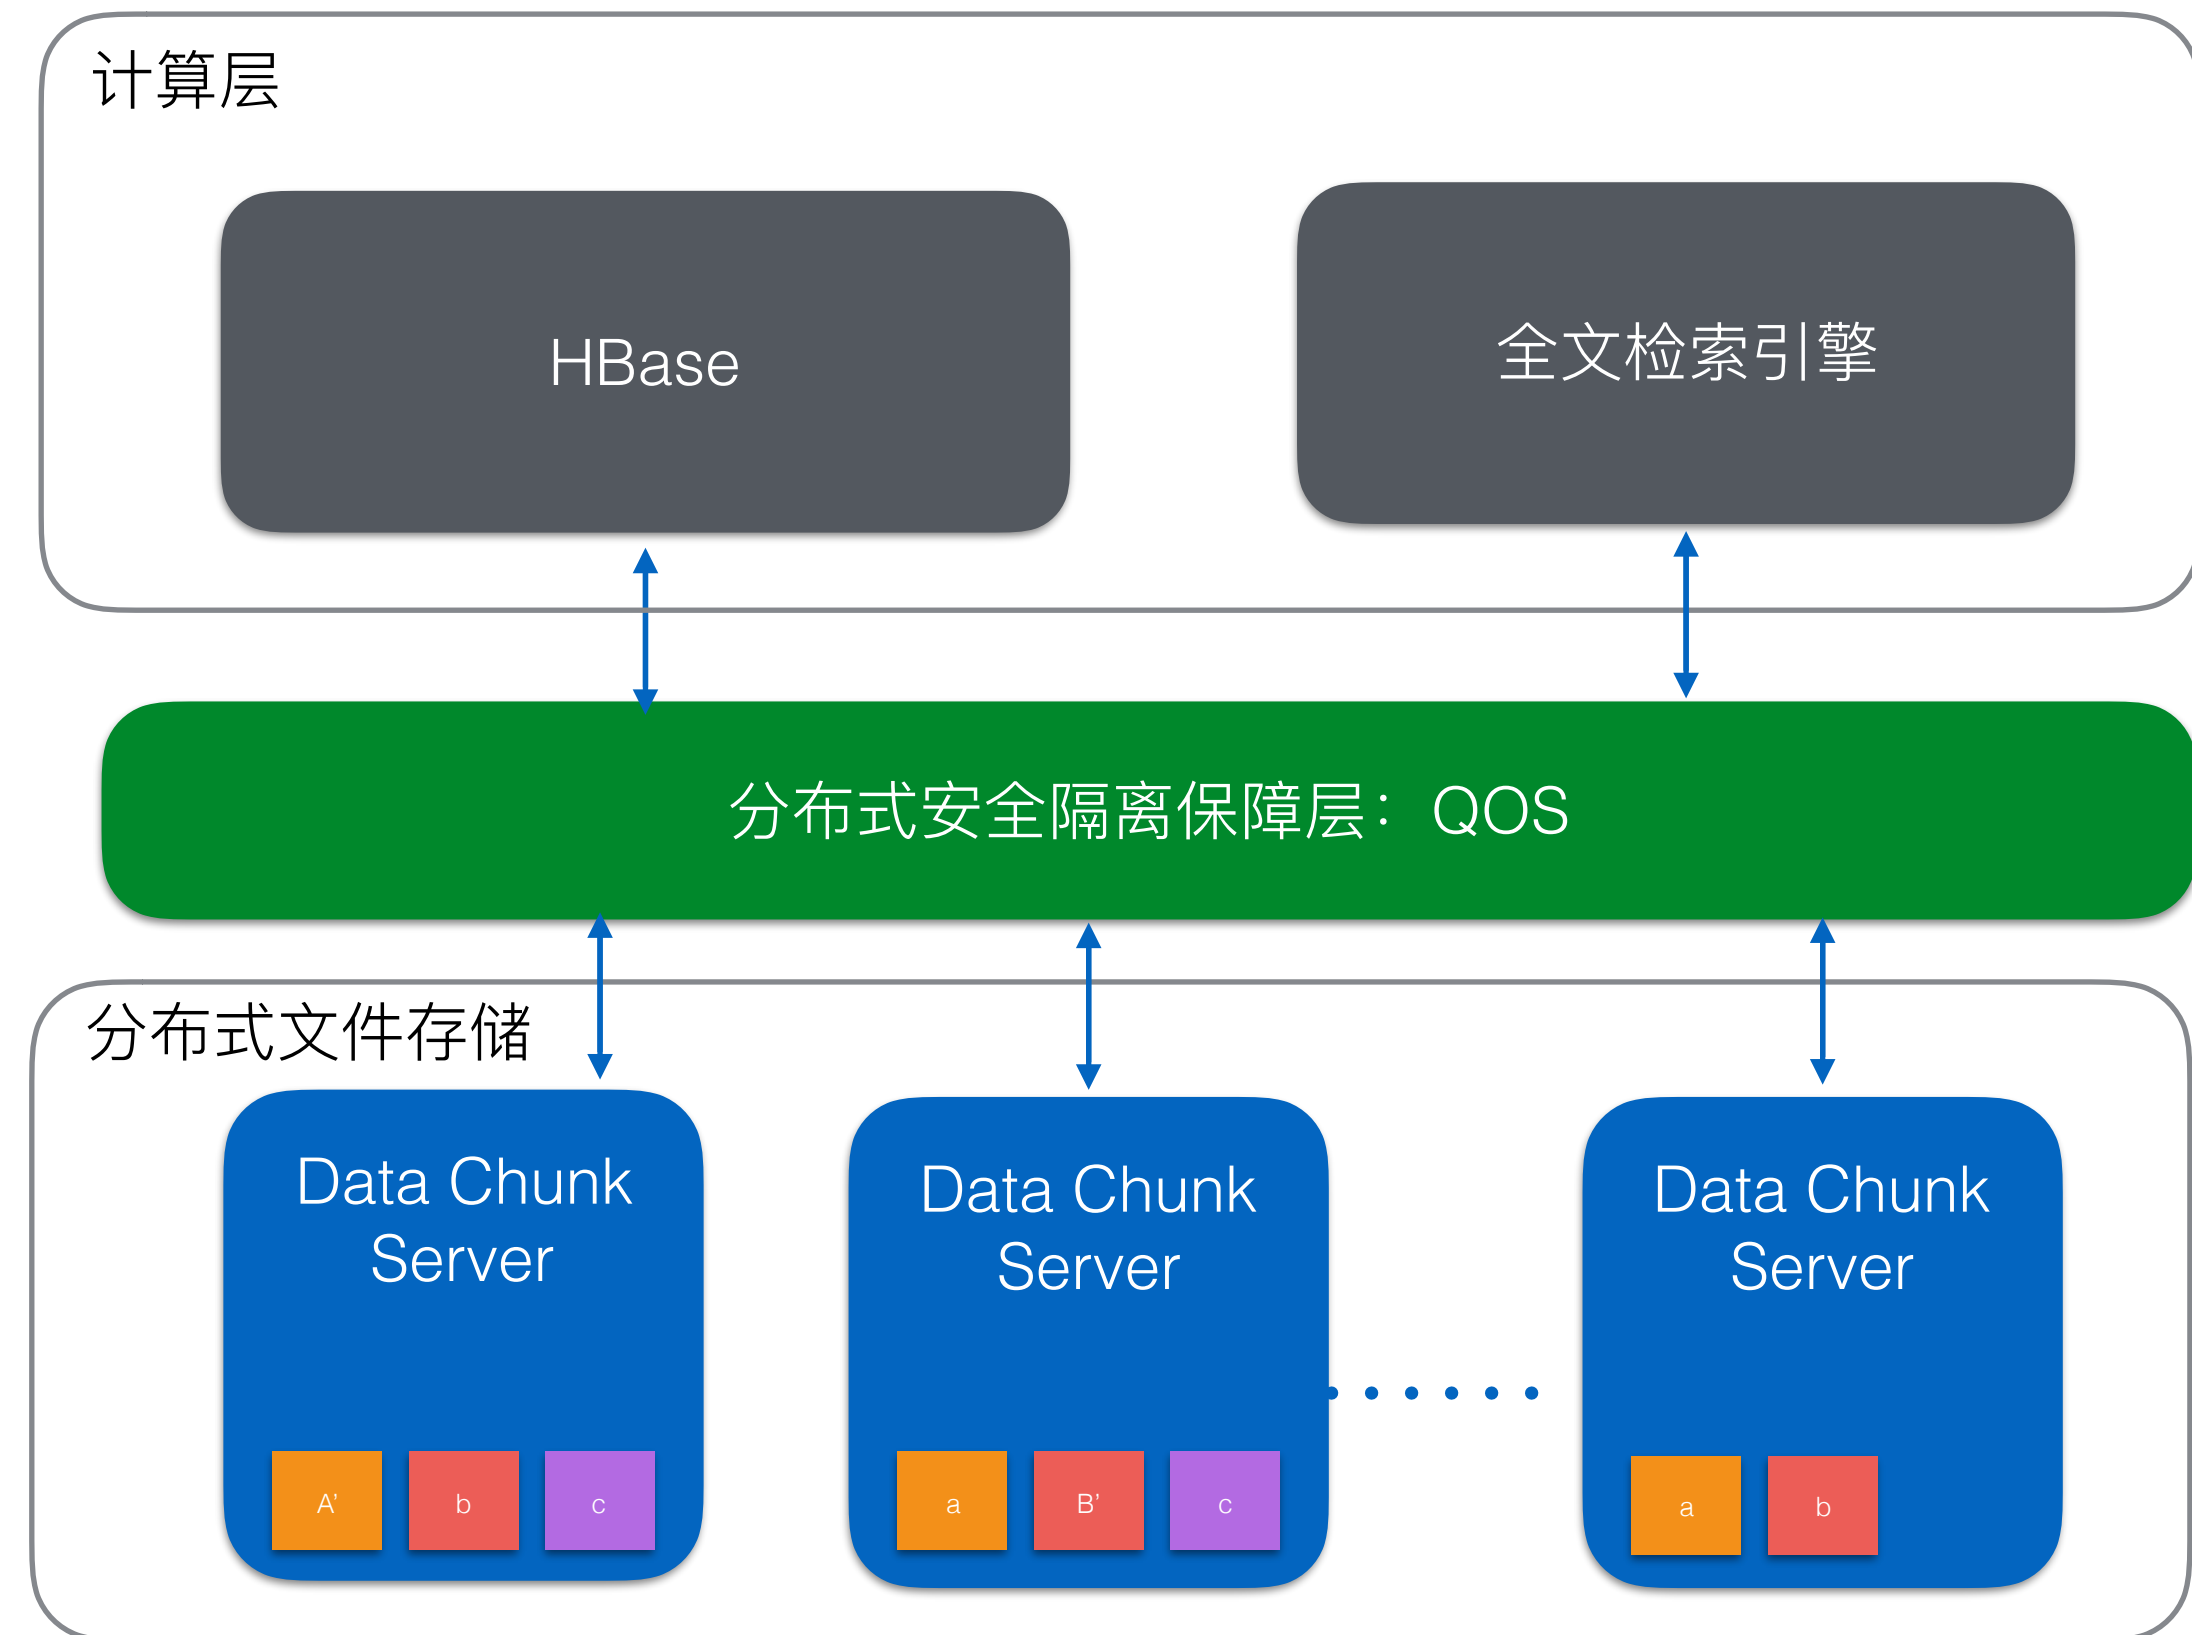 计算层
HBase
全文检索引擎
分布式安全隔离保障层：QOS
分布式文件存储
Data Chunk
Server
Data Chunk
Server
Data Chunk
Server
A’
b
c
a
B’
c
a
b